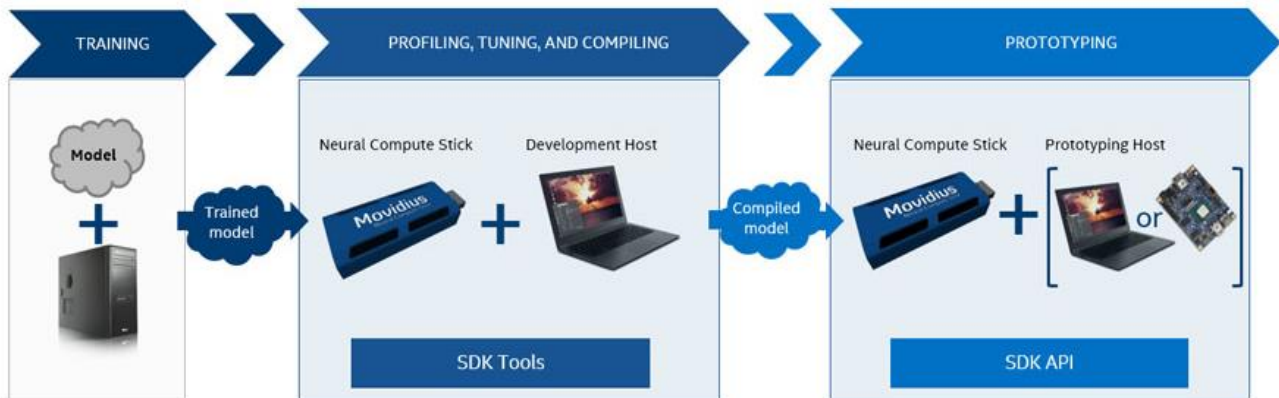 TRAINING
PROFILING, TUNING, AND COMPILING
PROTOTYPING
Model
Trained
model
Neural Compute Stick
Development Host
Movidius
Compiled
model
Neural Compute Stick
Prototyping Host
Movidius
or
SDK Tools
SDK API